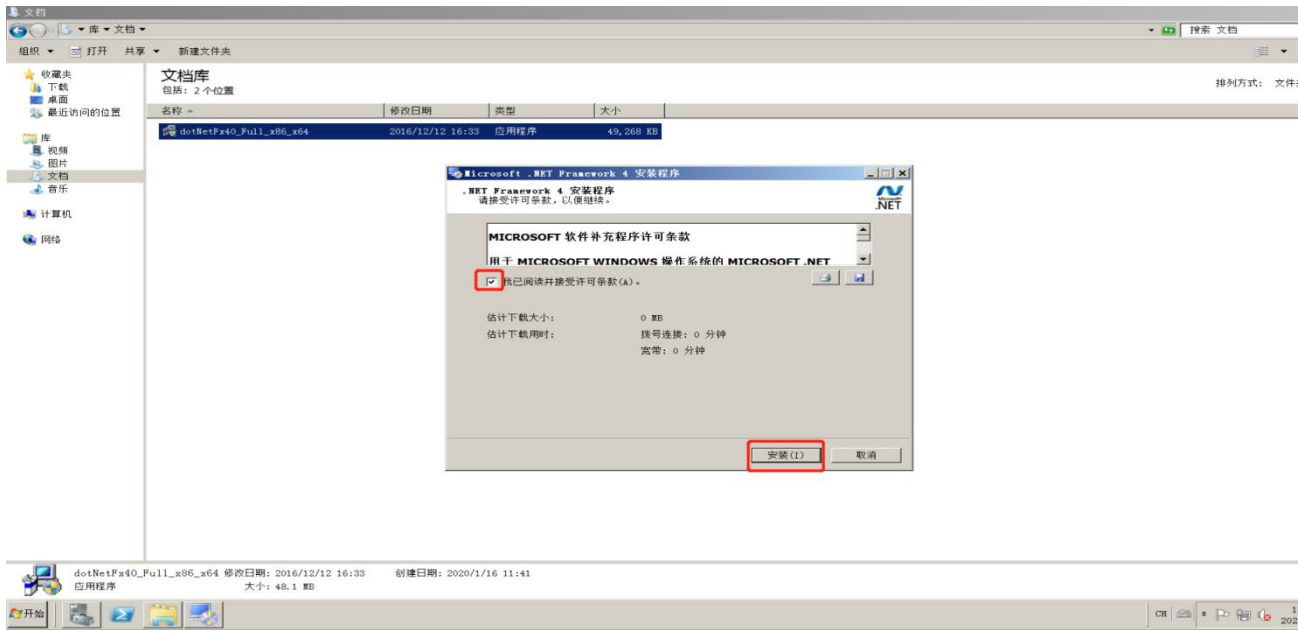 文档
库 文档
搜索 文档
组织 打开 共享 新建文件夹
收藏夹
下载
桌面
最近访问的位置
库
视频
图片
文档
音乐
计算机
网络
文档库
包括: 2 个位置
排列方式:
名称 修改日期 类型 大小
dotNetFx40_Full_x86_x64 2016/12/12 16:33 应用程序 49,268 KB
Microsoft .NET Framework 4 安装程序
.NET Framework 4 安装程序
请接受许可条款，以便继续。
Microsoft
.NET
MICROSOFT 软件补充程序许可条款
用于 MICROSOFT WINDOWS 操作系统的 MICROSOFT .NET
我已阅读并接受许可条款(A)。
估计下载大小: 0 MB
估计下载用时: 拨号连接: 0 分钟
宽带: 0 分钟
安装(I) 取消
dotNetFx40_Full_x86_x64 修改日期: 2016/12/12 16:33 创建日期: 2020/1/16 11:41
应用程序 大小: 48.1 MB
开始
CH